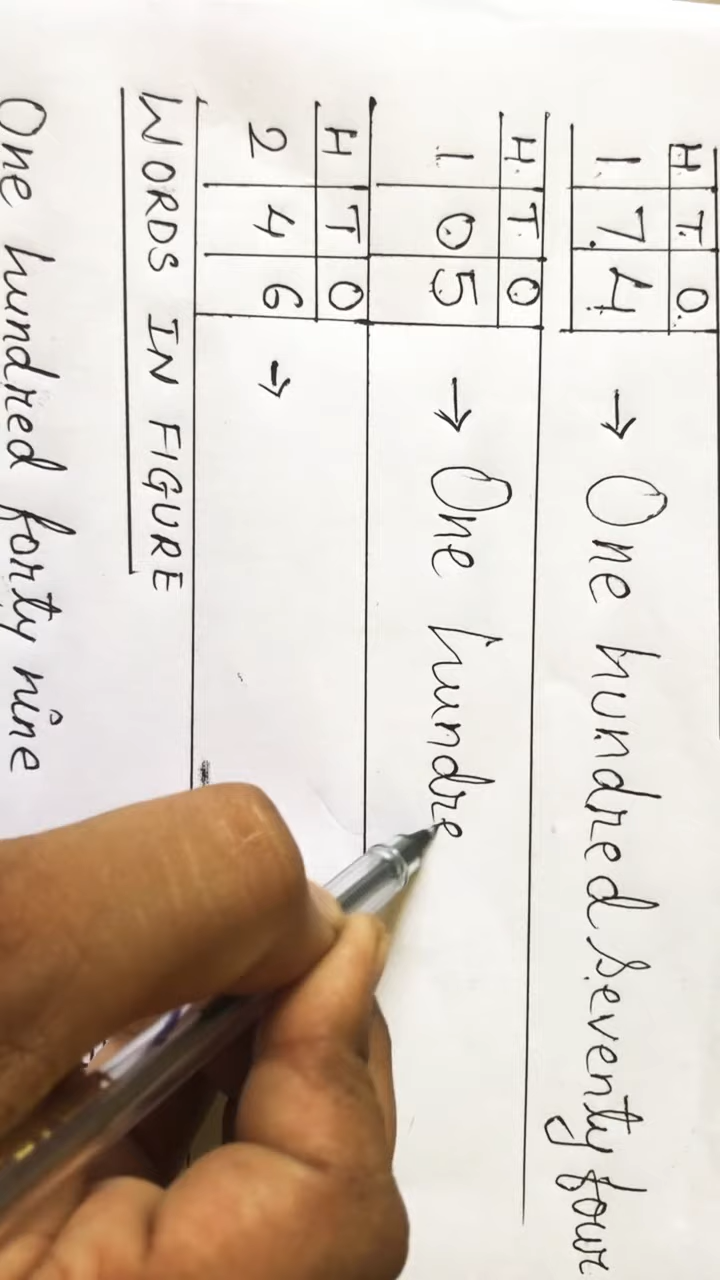 H. T. O.
1 7. 4. → One hundred seventy four
H. T. O
1 0 5 → One hundre
H T O
2 4 6 →
WORDS IN FIGURE
One hundred forty nine